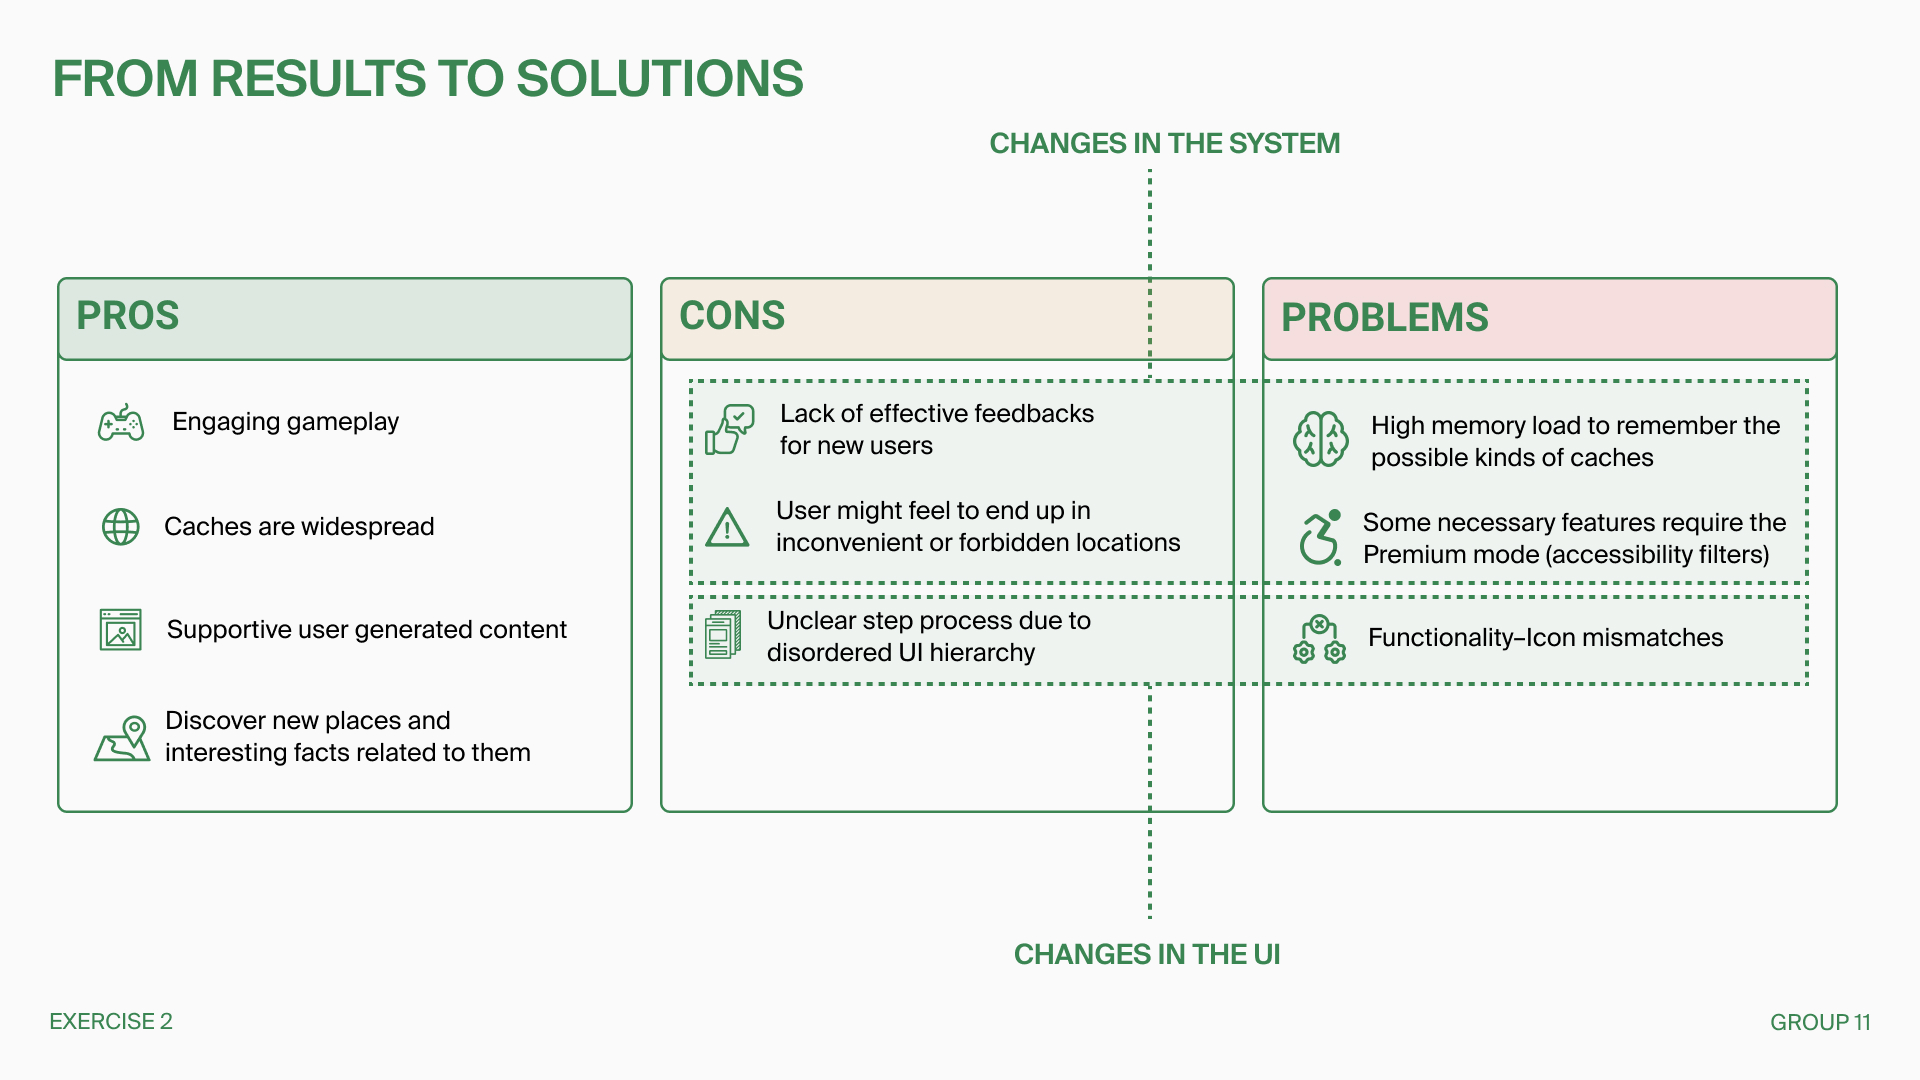 FROM RESULTS TO SOLUTIONS
CHANGES IN THE SYSTEM
PROS
Engaging gameplay
Caches are widespread
Supportive user generated content
Discover new places and
interesting facts related to them
CONS
Lack of effective feedbacks
for new users
User might feel to end up in
inconvenient or forbidden locations
Unclear step process due to
disordered UI hierarchy
PROBLEMS
High memory load to remember the
possible kinds of caches
Some necessary features require the
Premium mode (accessibility filters)
Functionality–Icon mismatches
CHANGES IN THE UI
EXERCISE 2
GROUP 11